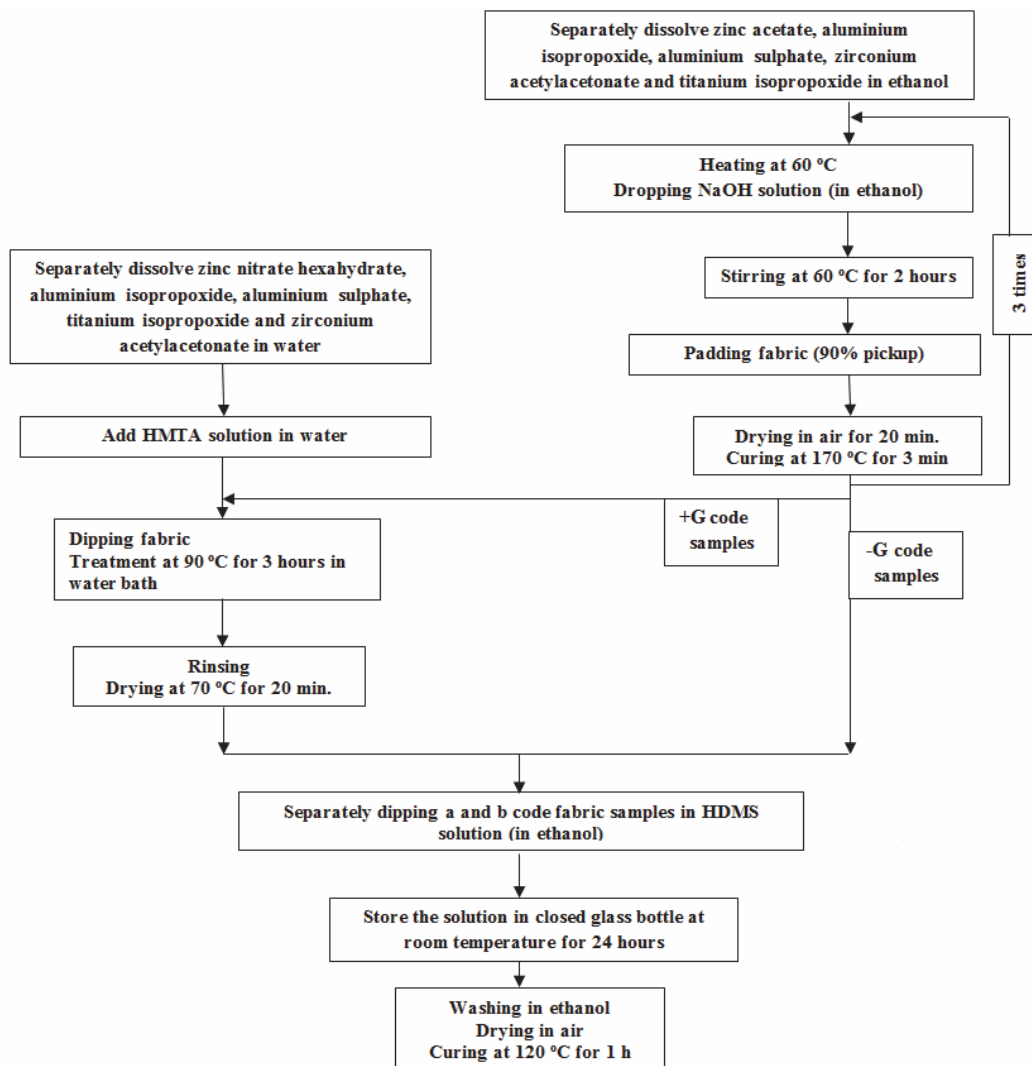 Separately dissolve zinc acetate, aluminium
isopropoxide, aluminium sulphate, zirconium
acetylacetonate and titanium isopropoxide in ethanol
Heating at 60 ºC
Dropping NaOH solution (in ethanol)
Stirring at 60 ºC for 2 hours
3 times
Padding fabric (90% pickup)
Drying in air for 20 min.
Curing at 170 ºC for 3 min
Separately dissolve zinc nitrate hexahydrate,
aluminium isopropoxide, aluminium sulphate,
titanium isopropoxide and zirconium
acetylacetonate in water
Add HMTA solution in water
+G code
samples
-G code
samples
Dipping fabric
Treatment at 90 ºC for 3 hours in
water bath
Rinsing
Drying at 70 ºC for 20 min.
Separately dipping a and b code fabric samples in HDMS
solution (in ethanol)
Store the solution in closed glass bottle at
room temperature for 24 hours
Washing in ethanol
Drying in air
Curing at 120 ºC for 1 h